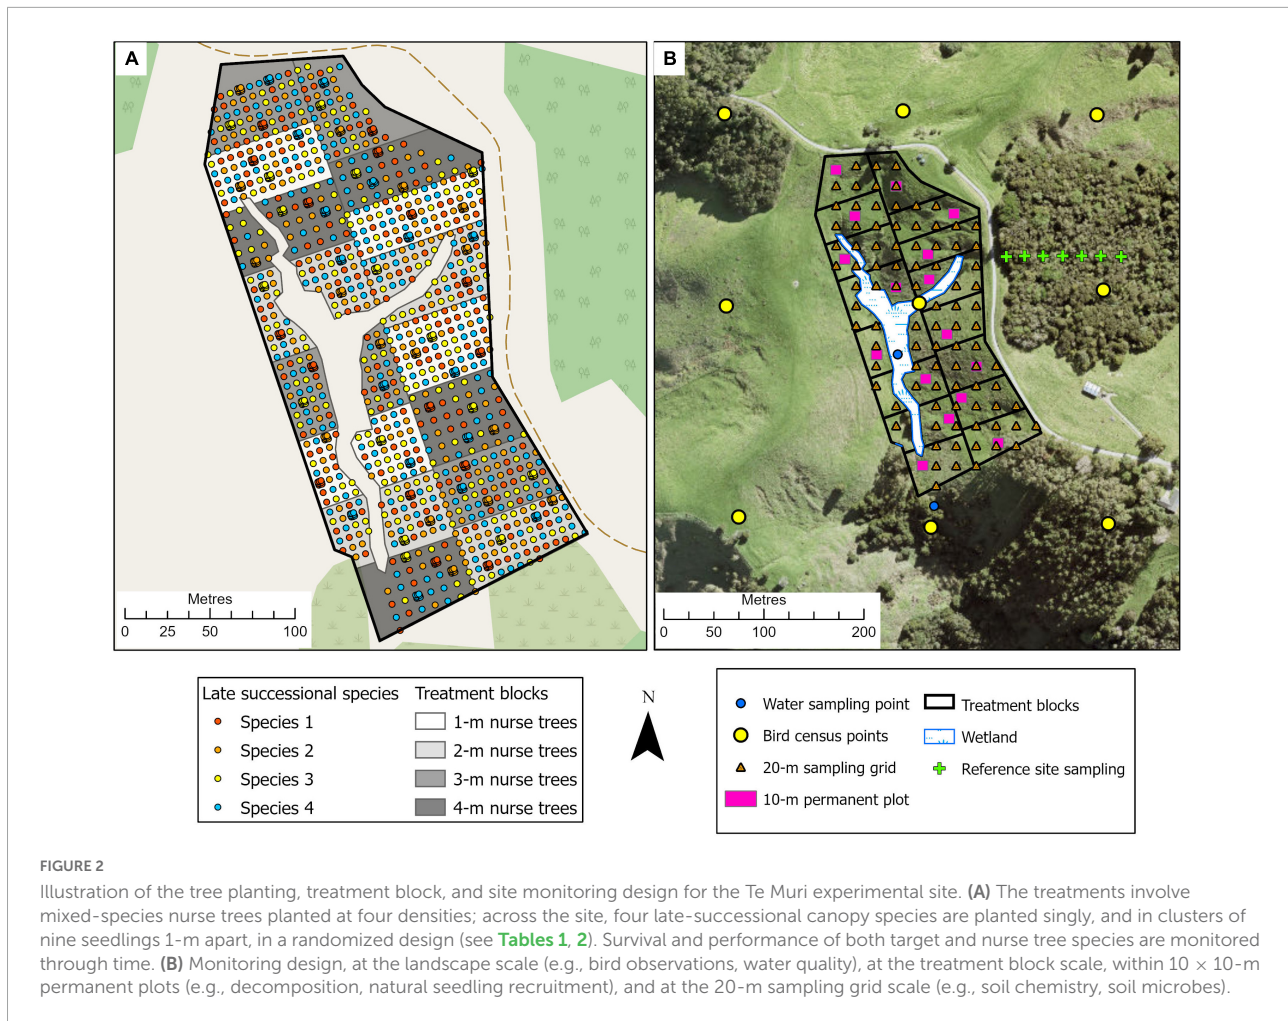 A
B
Metres
0 25 50 100
Metres
0 50 100 200
Late successional species
Species 1
Species 2
Species 3
Species 4
Treatment blocks
1-m nurse trees
2-m nurse trees
3-m nurse trees
4-m nurse trees
N
Water sampling point
Bird census points
20-m sampling grid
10-m permanent plot
Treatment blocks
Wetland
Reference site sampling
FIGURE 2
Illustration of the tree planting, treatment block, and site monitoring design for the Te Muri experimental site. (A) The treatments involve
mixed-species nurse trees planted at four densities; across the site, four late-successional canopy species are planted singly, and in clusters of
nine seedlings 1-m apart, in a randomized design (see Tables 1, 2). Survival and performance of both target and nurse tree species are monitored
through time. (B) Monitoring design, at the landscape scale (e.g., bird observations, water quality), at the treatment block scale, within 10 × 10-m
permanent plots (e.g., decomposition, natural seedling recruitment), and at the 20-m sampling grid scale (e.g., soil chemistry, soil microbes).